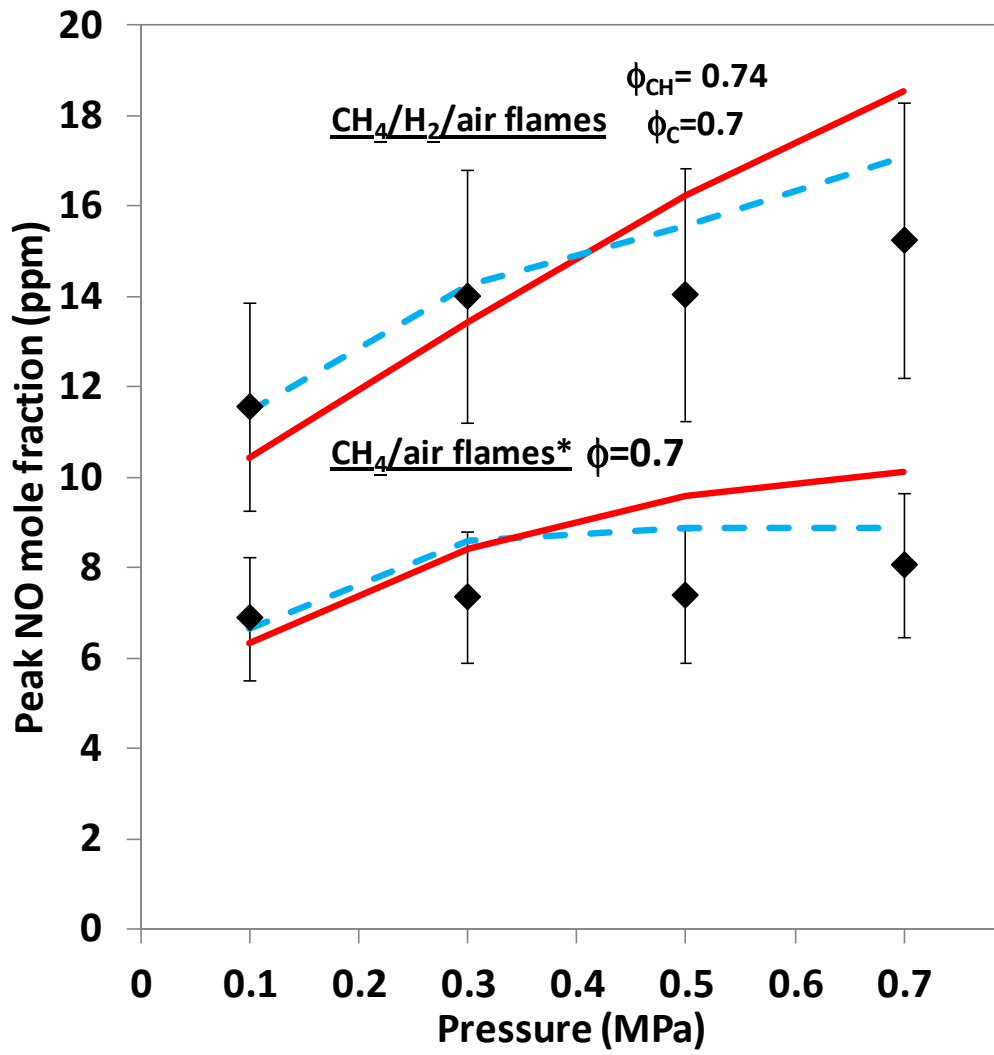 Peak NO mole fraction (ppm)
20
18
16
14
12
10
8
6
4
2
0
ϕCH= 0.74
CH4/H2/air flames
ϕC=0.7
CH4/air flames* ϕ=0.7
0 0.1 0.2 0.3 0.4 0.5 0.6 0.7
Pressure (MPa)